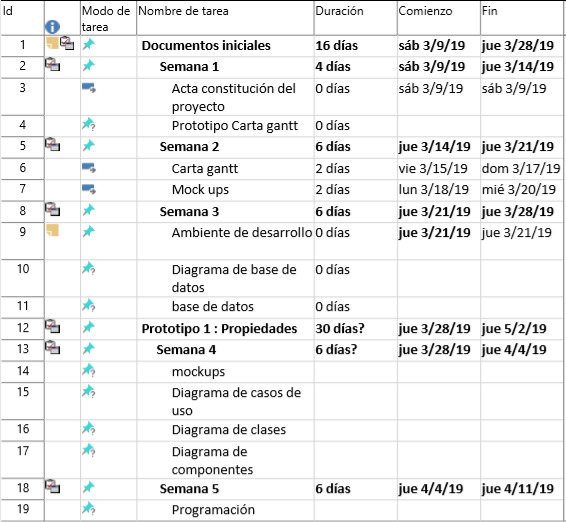 Id Modo de tarea Nombre de tarea Duración Comienzo Fin
1 Documentos iniciales 16 días sáb 3/9/19 jue 3/28/19
2 Semana 1 4 días sáb 3/9/19 jue 3/14/19
3 Acta constitución del proyecto 0 días sáb 3/9/19 sáb 3/9/19
4 Prototipo Carta gantt 0 días
5 Semana 2 6 días jue 3/14/19 jue 3/21/19
6 Carta gantt 2 días vie 3/15/19 dom 3/17/19
7 Mock ups 2 días lun 3/18/19 mié 3/20/19
8 Semana 3 6 días jue 3/21/19 jue 3/28/19
9 Ambiente de desarrollo 0 días jue 3/21/19 jue 3/21/19
10 Diagrama de base de datos 0 días
11 base de datos 0 días
12 Prototipo 1 : Propiedades 30 días? jue 3/28/19 jue 5/2/19
13 Semana 4 6 días? jue 3/28/19 jue 4/4/19
14 mockups
15 Diagrama de casos de uso
16 Diagrama de clases
17 Diagrama de componentes
18 Semana 5 6 días jue 4/4/19 jue 4/11/19
19 Programación